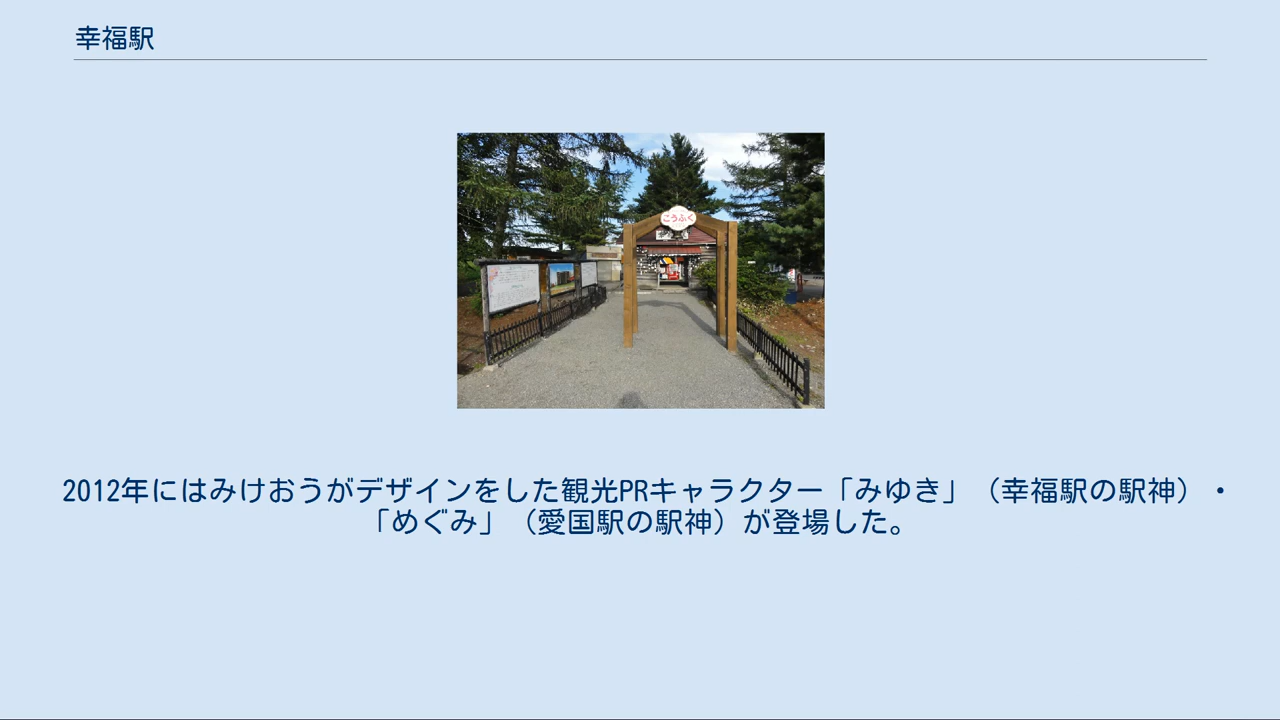 幸福駅
こうふく
2012年にはみけおうがデザインをした観光PRキャラクター「みゆき」（幸福駅の駅神）・
「めぐみ」（愛国駅の駅神）が登場した。